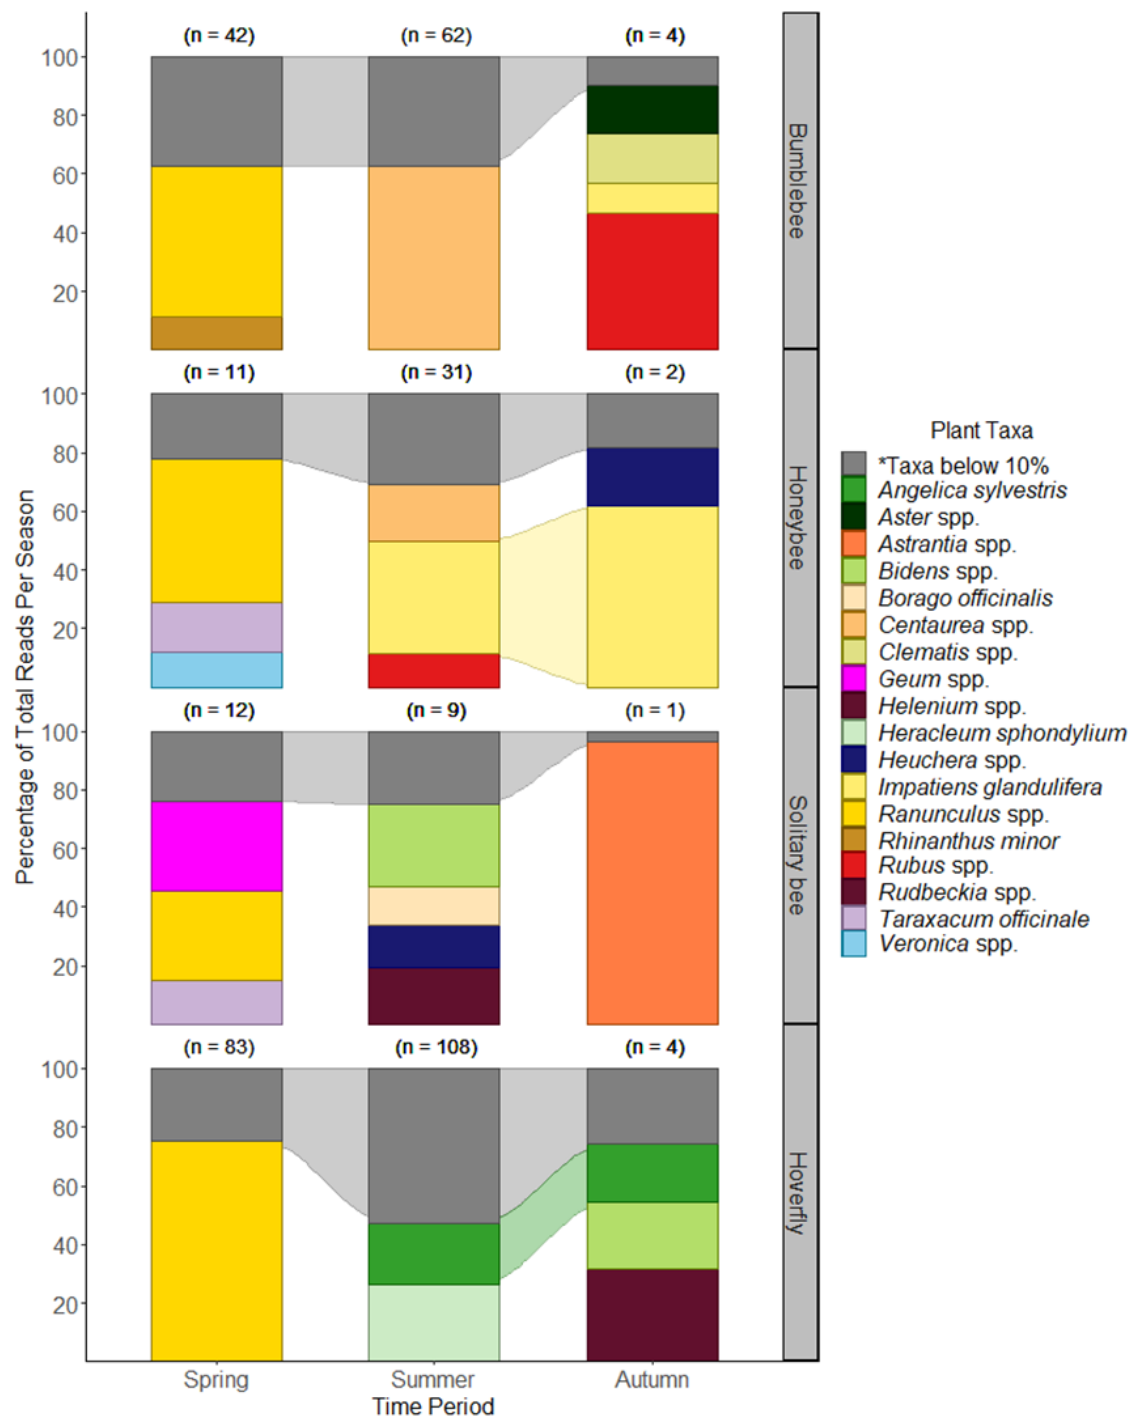 (n = 42) (n = 62) (n = 4)
100
80
60
40
20
Bumblebee
(n = 11) (n = 31) (n = 2)
100
80
60
40
20
Honeybee
(n = 12) (n = 9) (n = 1)
100
80
60
40
20
Solitary bee
(n = 83) (n = 108) (n = 4)
100
80
60
40
20
Hoverfly
Percentage of Total Reads Per Season
Spring Summer Autumn
Time Period
Plant Taxa
*Taxa below 10%
Angelica sylvestris
Aster spp.
Astrantia spp.
Bidens spp.
Borago officinalis
Centaurea spp.
Clematis spp.
Geum spp.
Helenium spp.
Heracleum sphondylium
Heuchera spp.
Impatiens glandulifera
Ranunculus spp.
Rhinanthus minor
Rubus spp.
Rudbeckia spp.
Taraxacum officinale
Veronica spp.